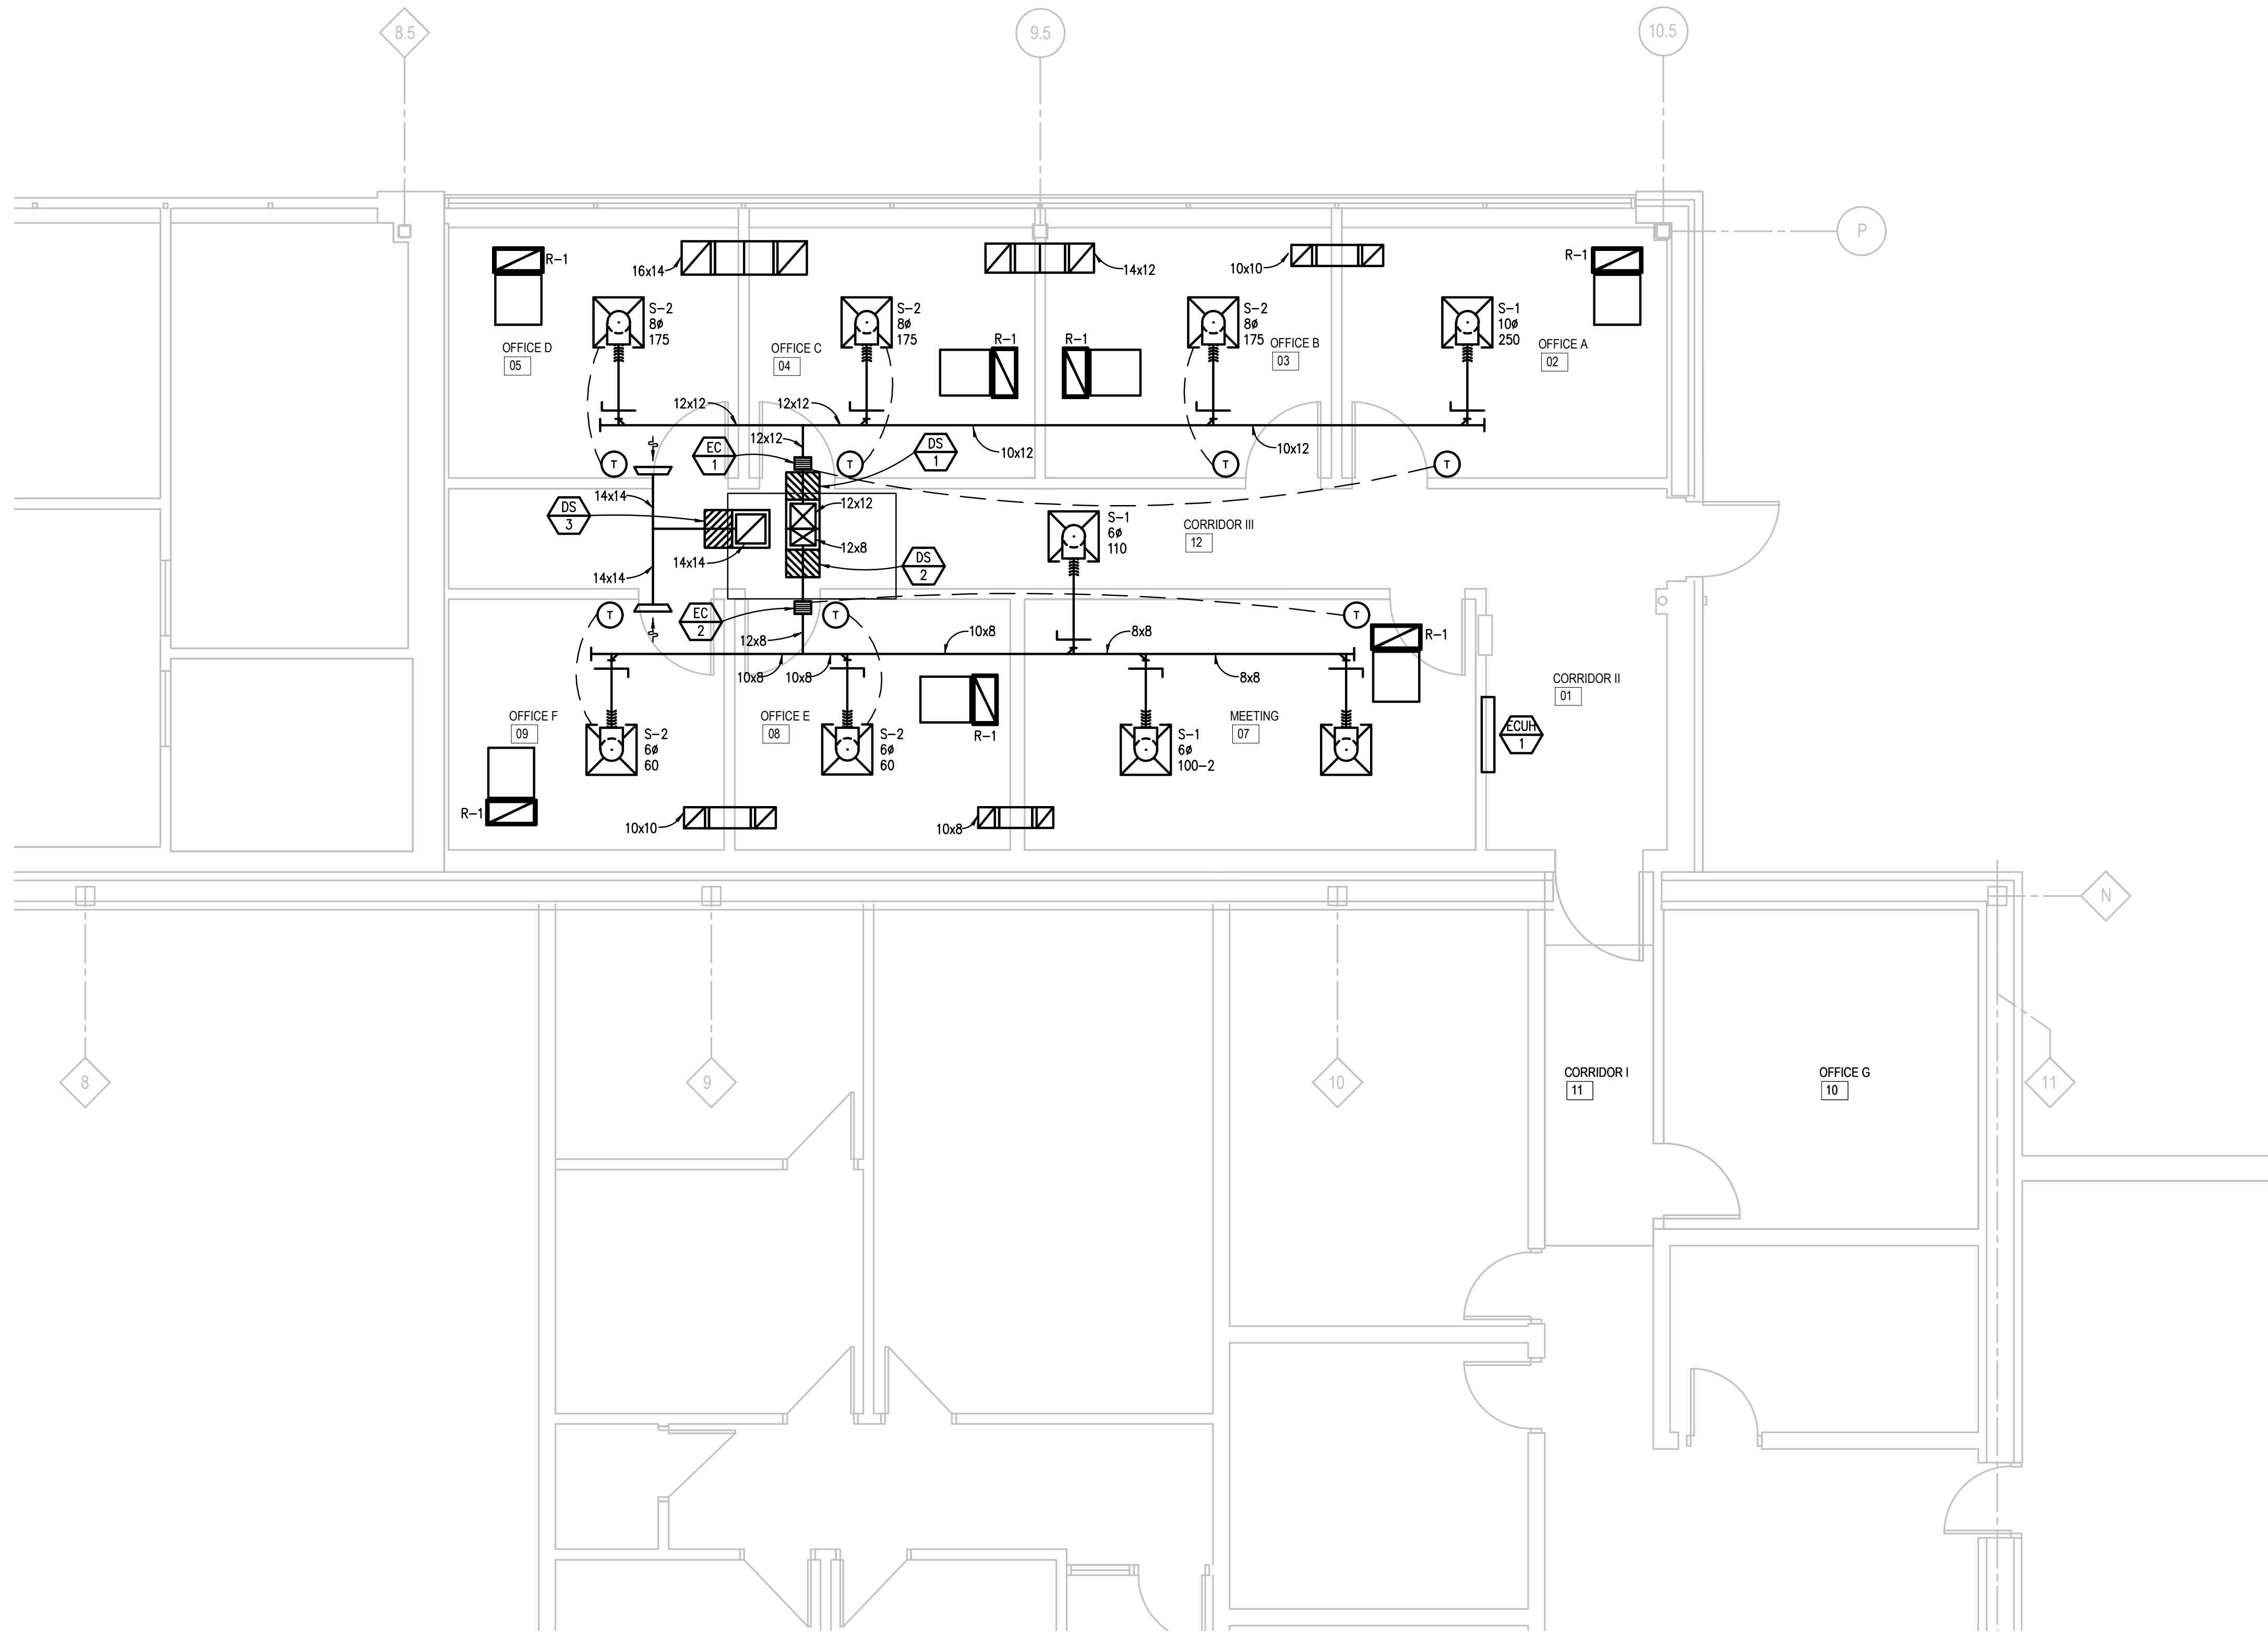 8.5
9.5
10.5
P
R-1
16x14
14x12
10x10
R-1
S-2
8ø
175
S-2
8ø
175
S-2
8ø
175
S-1
10ø
250
OFFICE D
05
OFFICE C
04
R-1
R-1
OFFICE B
03
OFFICE A
02
12x12
12x12
12x12
10x12
10x12
EC
1
DS
1
T
T
T
T
14x14
DS
3
12x12
14x14
12x8
S-1
6ø
110
CORRIDOR III
12
14x14
DS
2
EC
2
T
T
T
12x8
10x8
8x8
R-1
10x8
10x8
8x8
CORRIDOR II
01
OFFICE F
09
S-2
6ø
60
OFFICE E
08
S-2
6ø
60
R-1
S-1
6ø
100-2
MEETING
07
ECUH
1
R-1
10x10
10x8
N
8
9
10
CORRIDOR I
11
OFFICE G
10
11